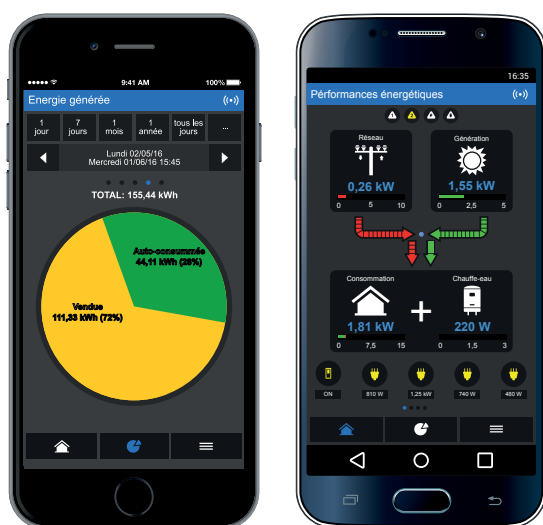 9:41 AM
100%
Energie générée
1 jour
7 jours
1 mois
1 année
tous les jours
...
Lundi 02/05/16
Mercredi 01/06/16 15:45
TOTAL: 155,44 kWh
Auto-consummée
44,11 kWh (28%)
Vendue
111,33 kWh (72%)
16:35
Pérformances énergétiques
Réseau
0,26 kW
0 5 10
Génération
1,55 kW
0 2,5 5
Consommation
1,81 kW
0 7,5 15
+
Chauffe-eau
220 W
0 1,5 3
ON
810 W
1,25 kW
740 W
480 W